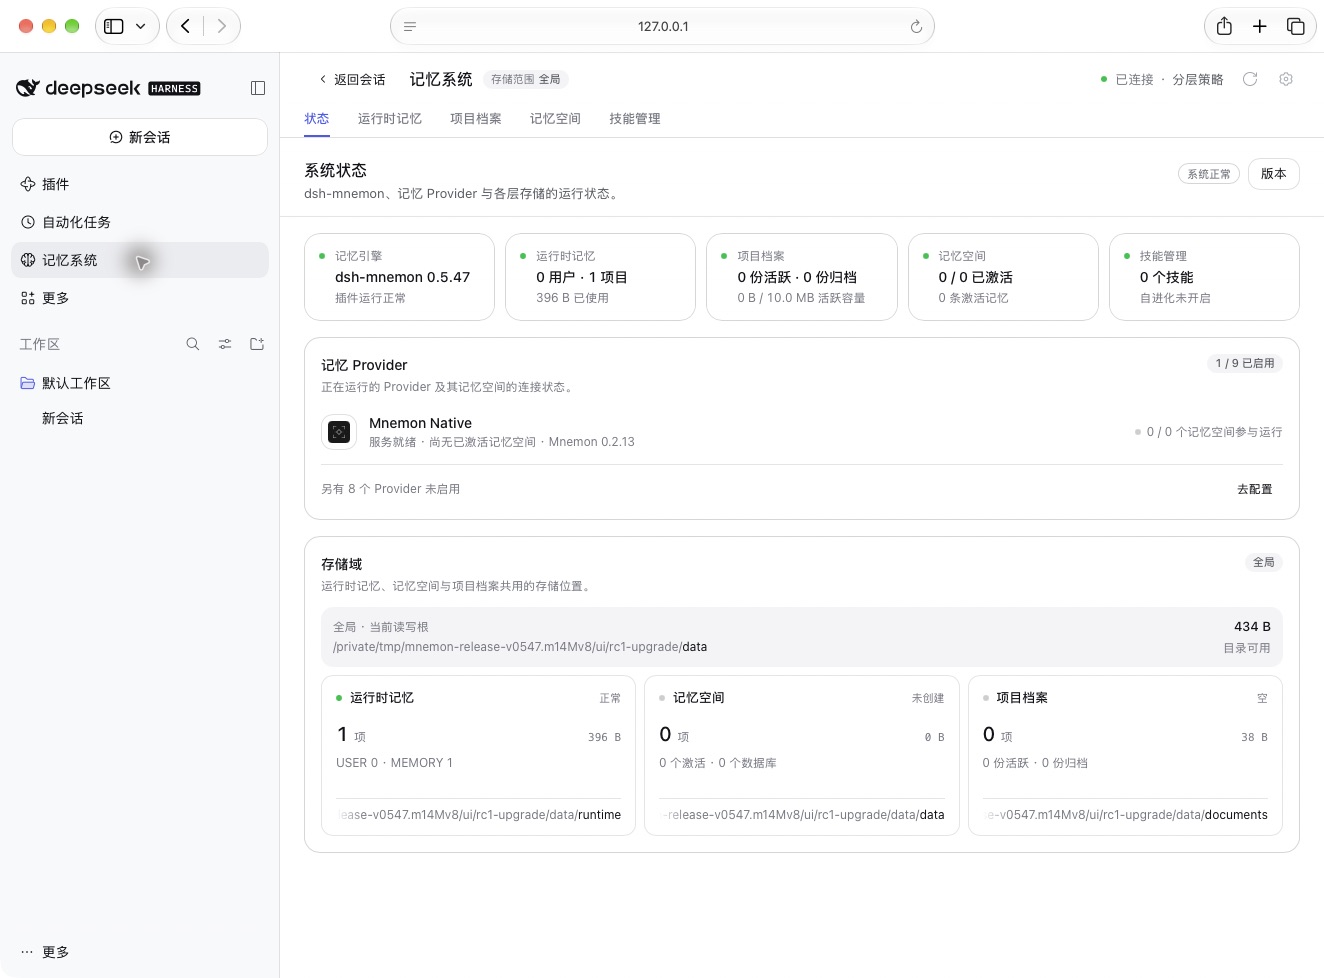 127.0.0.1
deepseek HARNESS
新会话
插件
自动化任务
记忆系统
更多
工作区
默认工作区
新会话
更多
返回会话
记忆系统
存储范围 全局
已连接 · 分层策略
状态
运行时记忆
项目档案
记忆空间
技能管理
系统状态
dsh-mnemon、记忆 Provider 与各层存储的运行状态。
系统正常
版本
记忆引擎
dsh-mnemon 0.5.47
插件运行正常
运行时记忆
0 用户 · 1 项目
396 B 已使用
项目档案
0 份活跃 · 0 份归档
0 B / 10.0 MB 活跃容量
记忆空间
0 / 0 已激活
0 条激活记忆
技能管理
0 个技能
自进化未开启
记忆 Provider
1 / 9 已启用
正在运行的 Provider 及其记忆空间的连接状态。
Mnemon Native
服务就绪 · 尚无已激活记忆空间 · Mnemon 0.2.13
0 / 0 个记忆空间参与运行
另有 8 个 Provider 未启用
去配置
存储域
全局
运行时记忆、记忆空间与项目档案共用的存储位置。
全局 · 当前读写根
434 B
/private/tmp/mnemon-release-v0547.m14Mv8/ui/rc1-upgrade/data
目录可用
运行时记忆
正常
1 项
396 B
USER 0 · MEMORY 1
ease-v0547.m14Mv8/ui/rc1-upgrade/data/runtime
记忆空间
未创建
0 项
0 B
0 个激活 · 0 个数据库
-release-v0547.m14Mv8/ui/rc1-upgrade/data/data
项目档案
空
0 项
38 B
0 份活跃 · 0 份归档
e-v0547.m14Mv8/ui/rc1-upgrade/data/documents